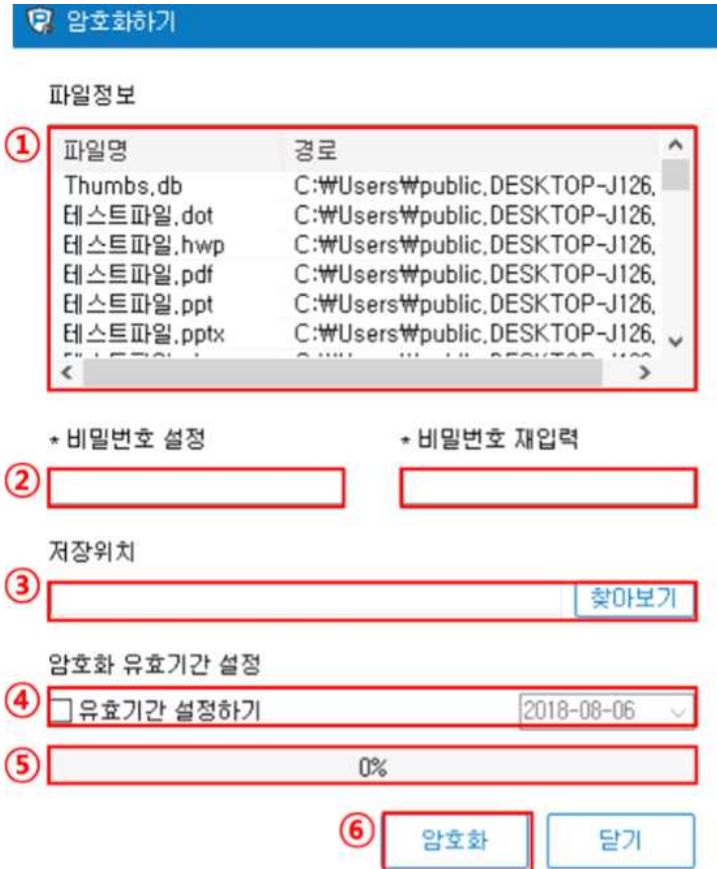 암호화하기
파일정보
① 파일명 경로
Thumbs.db C:₩Users₩public.DESKTOP-J126.
테스트파일.dot C:₩Users₩public.DESKTOP-J126.
테스트파일.hwp C:₩Users₩public.DESKTOP-J126.
테스트파일.pdf C:₩Users₩public.DESKTOP-J126.
테스트파일.ppt C:₩Users₩public.DESKTOP-J126.
테스트파일.pptx C:₩Users₩public.DESKTOP-J126.
* 비밀번호 설정 * 비밀번호 재입력
②
저장위치
③ 찾아보기
암호화 유효기간 설정
④ 유효기간 설정하기 2018-08-06
⑤ 0%
⑥ 암호화 닫기